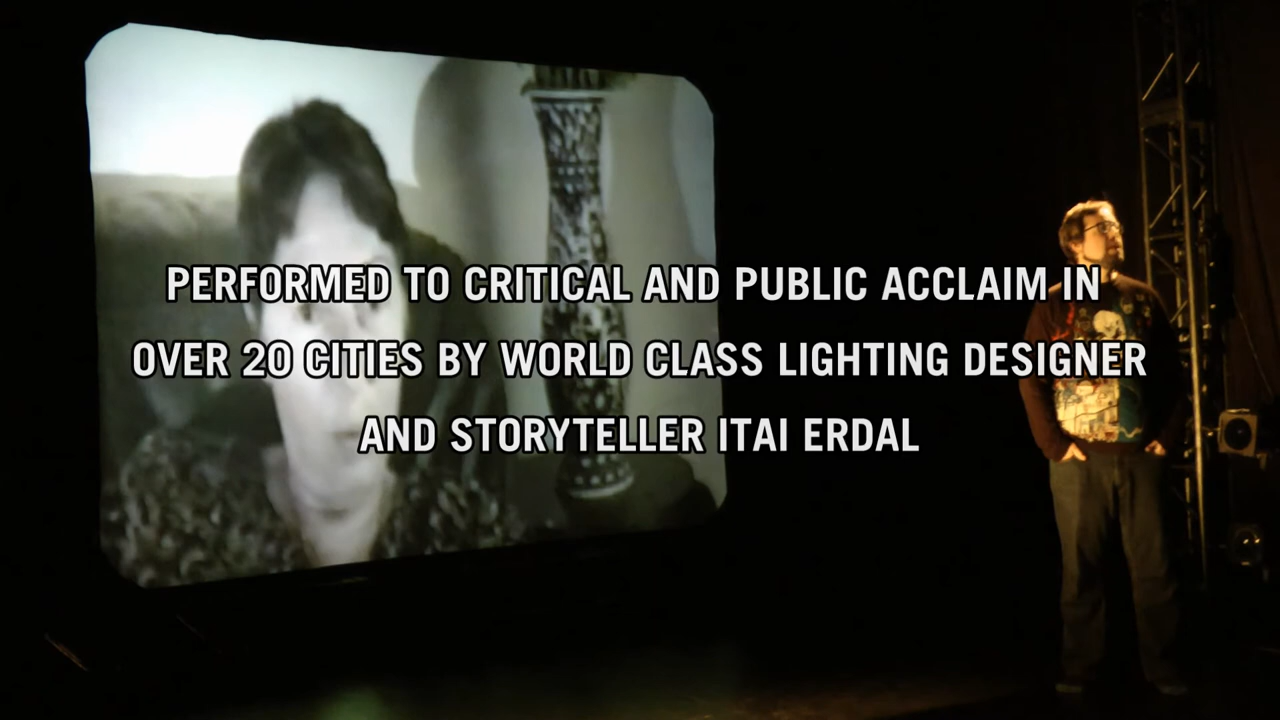 PERFORMED TO CRITICAL AND PUBLIC ACCLAIM IN
OVER 20 CITIES BY WORLD CLASS LIGHTING DESIGNER
AND STORYTELLER ITAI ERDAL